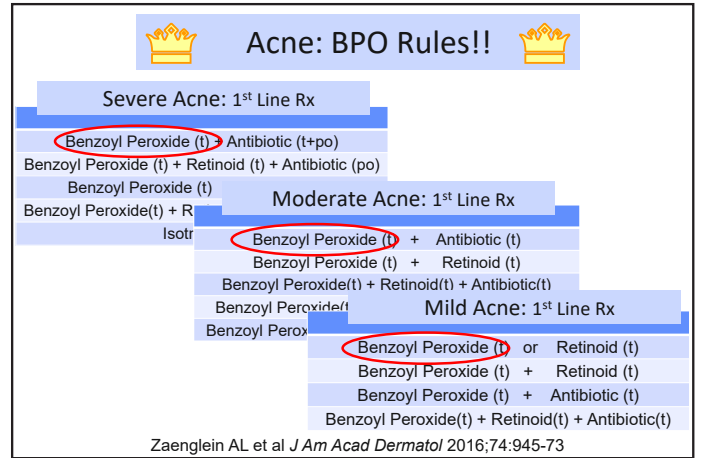 Acne: BPO Rules!!
Severe Acne: 1st Line Rx
Benzoyl Peroxide (t) + Antibiotic (t+po)
Benzoyl Peroxide (t) + Retinoid (t) + Antibiotic (po)
Benzoyl Peroxide (t)
Benzoyl Peroxide(t) + R
Isotr
Moderate Acne: 1st Line Rx
Benzoyl Peroxide (t) + Antibiotic (t)
Benzoyl Peroxide (t) + Retinoid (t)
Benzoyl Peroxide(t) + Retinoid(t) + Antibiotic(t)
Benzoyl Peroxide(t
Benzoyl Perox
Mild Acne: 1st Line Rx
Benzoyl Peroxide (t) or Retinoid (t)
Benzoyl Peroxide (t) + Retinoid (t)
Benzoyl Peroxide (t) + Antibiotic (t)
Benzoyl Peroxide(t) + Retinoid(t) + Antibiotic(t)
Zaenglein AL et al J Am Acad Dermatol 2016;74:945-73